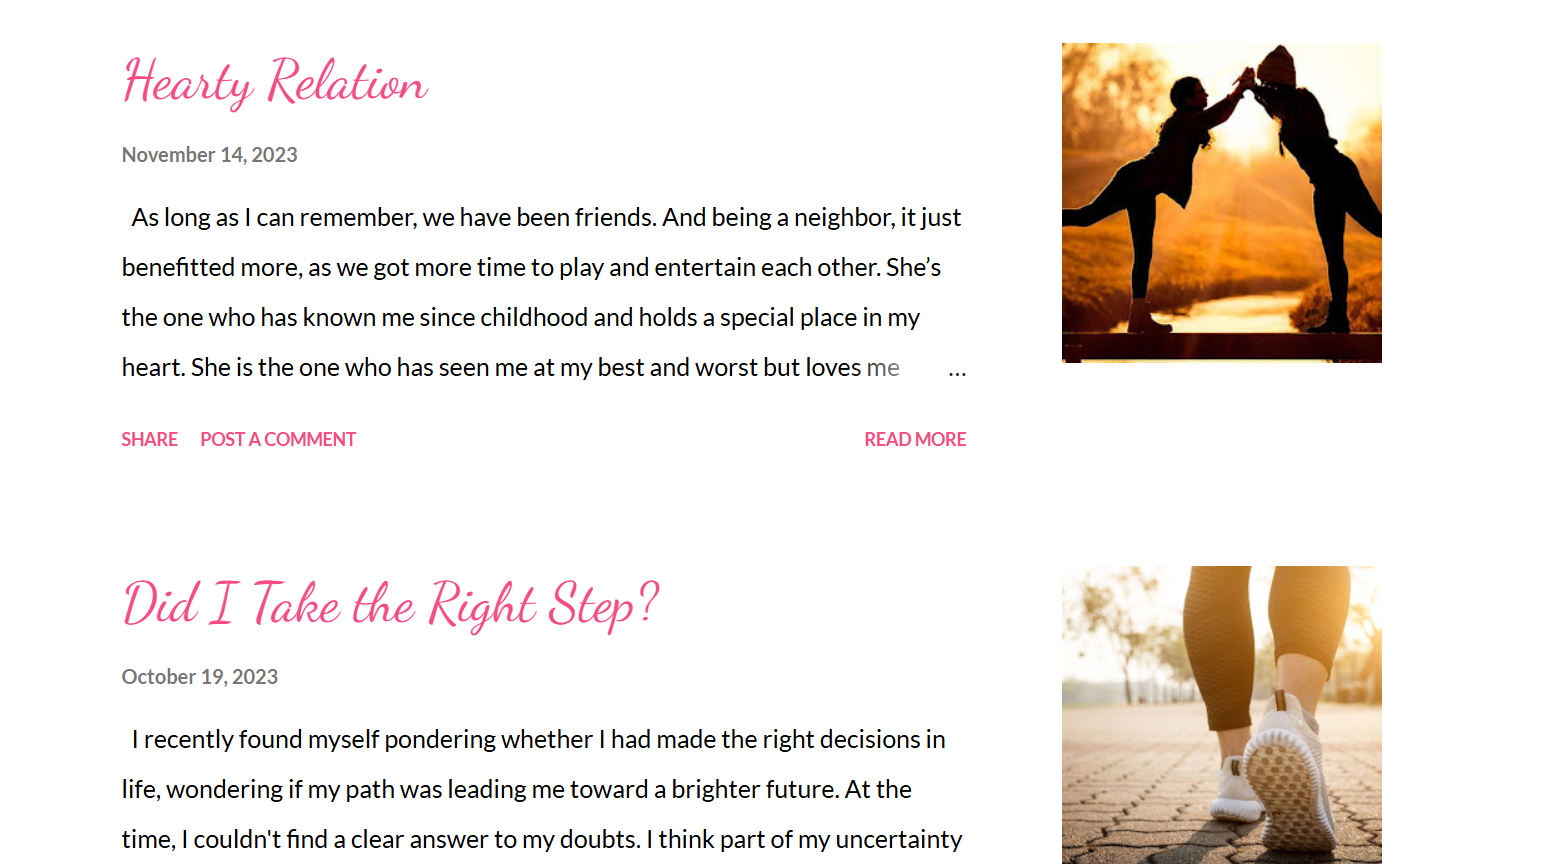 Hearty Relation
November 14, 2023
As long as I can remember, we have been friends. And being a neighbor, it just
benefitted more, as we got more time to play and entertain each other. She’s
the one who has known me since childhood and holds a special place in my
heart. She is the one who has seen me at my best and worst but loves me ...
SHARE POST A COMMENT READ MORE
Did I Take the Right Step?
October 19, 2023
I recently found myself pondering whether I had made the right decisions in
life, wondering if my path was leading me toward a brighter future. At the
time, I couldn't find a clear answer to my doubts. I think part of my uncertainty